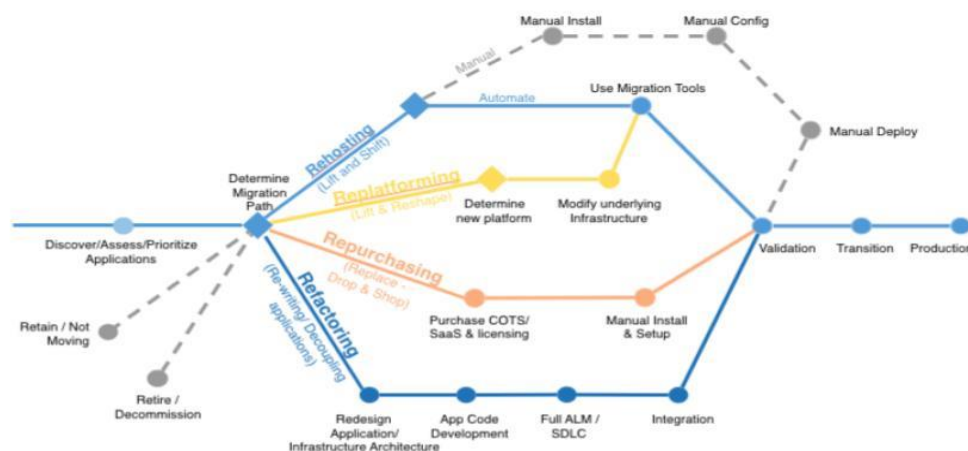 Manual Install
Manual Config
Manual
Automate
Use Migration Tools
Manual Deploy
Rehosting
(Lift and Shift)
Determine
Migration
Path
Replatforming
(Lift & Reshape)
Determine
new platform
Modify underlying
Infrastructure
Discover/Assess/Prioritize
Applications
Validation
Transition
Production
Repurchasing
(Replace -
Drop & Shop)
Purchase COTS/
SaaS & licensing
Manual Install
& Setup
Refactoring
(Re-writing/ Decoupling
applications)
Retain / Not
Moving
Retire /
Decommission
Redesign
Application/
Infrastructure Architecture
App Code
Development
Full ALM /
SDLC
Integration